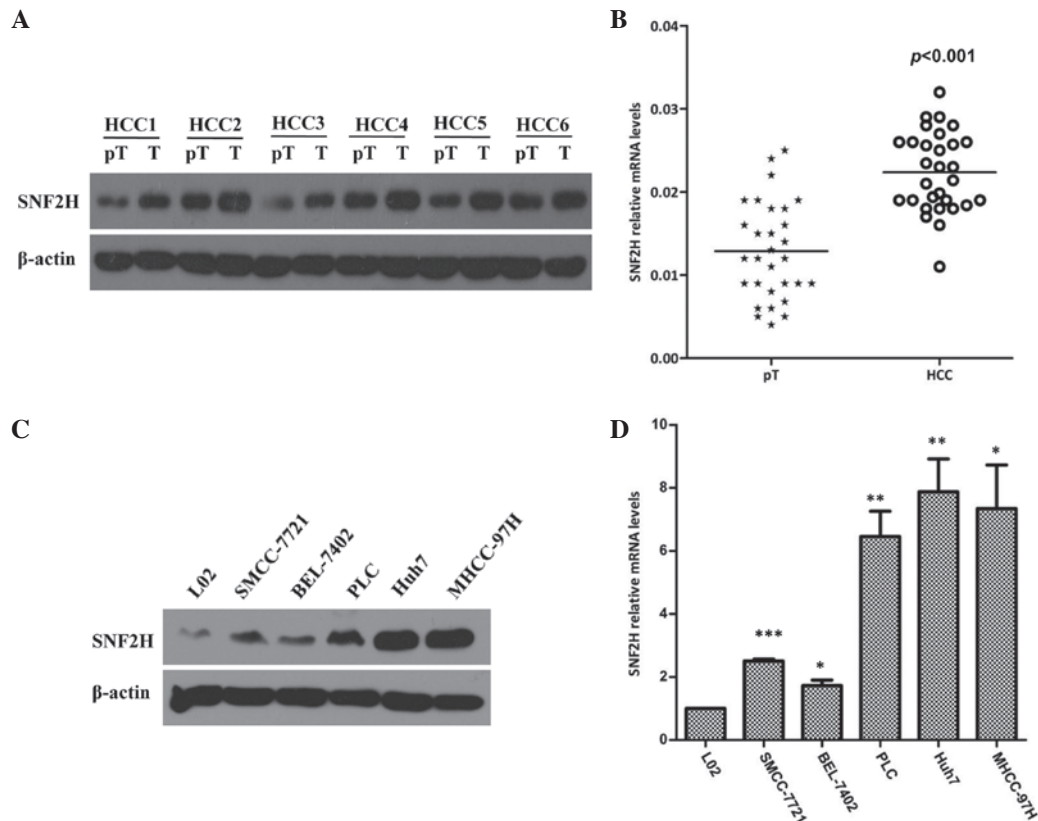 A
HCC1 HCC2 HCC3 HCC4 HCC5 HCC6
pT T pT T pT T pT T pT T pT T
SNF2H
β-actin
B
p<0.001
SNF2H relative mRNA levels
0.04
0.03
0.02
0.01
0.00
pT HCC
C
L02 SMCC-7721 BEL-7402 PLC Huh7 MHCC-97H
SNF2H
β-actin
D
SNF2H relative mRNA levels
10
8
6
4
2
0
*** * ** ** *
L02 SMCC-7721 BEL-7402 PLC Huh7 MHCC-97H